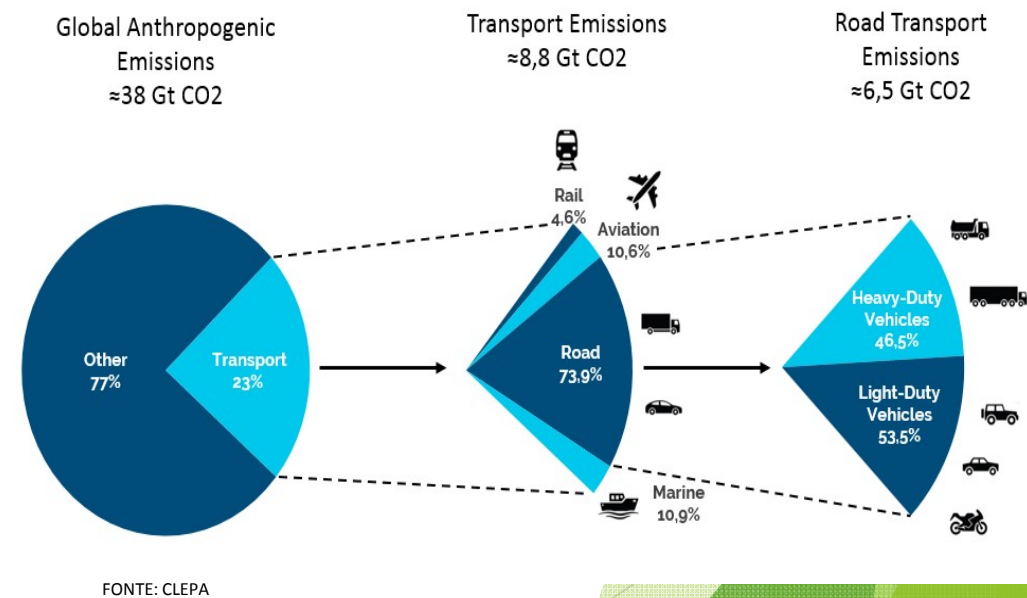 Global Anthropogenic
Emissions
≈38 Gt CO2
Transport Emissions
≈8,8 Gt CO2
Road Transport
Emissions
≈6,5 Gt CO2
Other
77%
Transport
23%
Rail
4,6%
Aviation
10,6%
Road
73,9%
Marine
10,9%
Heavy-Duty
Vehicles
46,5%
Light-Duty
Vehicles
53,5%
FONTE: CLEPA